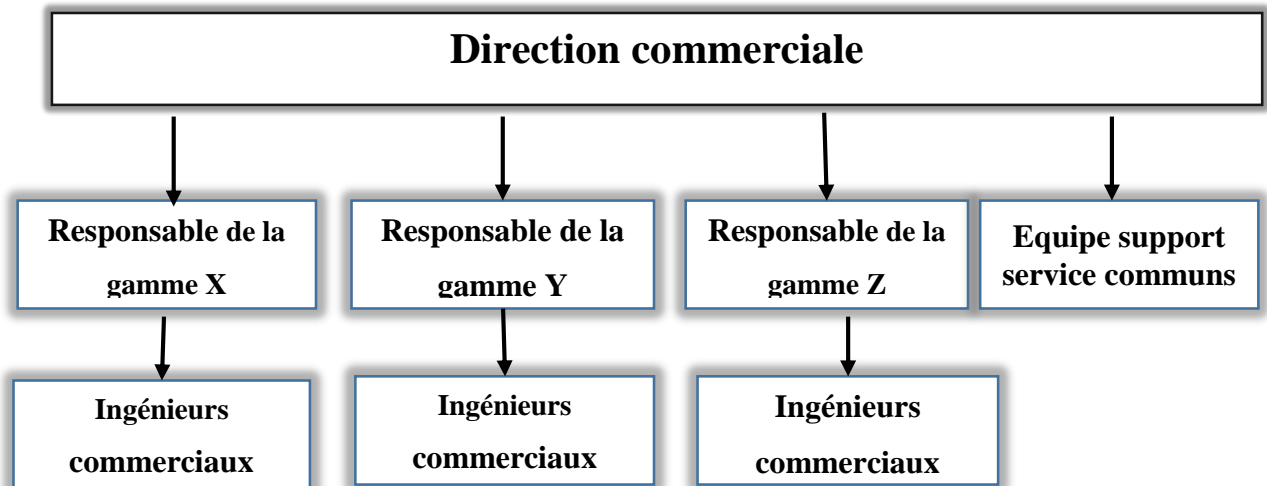 Direction commerciale
Responsable de la
gamme X
Responsable de la
gamme Y
Responsable de la
gamme Z
Equipe support
service communs
Ingénieurs
commerciaux
Ingénieurs
commerciaux
Ingénieurs
commerciaux